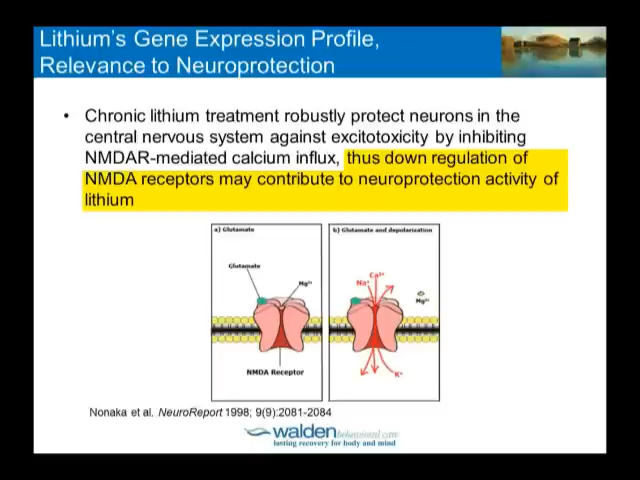 Lithium's Gene Expression Profile,
Relevance to Neuroprotection
• Chronic lithium treatment robustly protect neurons in the
central nervous system against excitotoxicity by inhibiting
NMDAR-mediated calcium influx, thus down regulation of
NMDA receptors may contribute to neuroprotection activity of
lithium
a) Glutamate
b) Glutamate and depolarization
Glutamate
Mg²⁺
NMDA Receptor
Ca²⁺
Na⁺
Mg²⁺
K⁺
Nonaka et al. NeuroReport 1998; 9(9):2081-2084
walden behavioral care
lasting recovery for body and mind